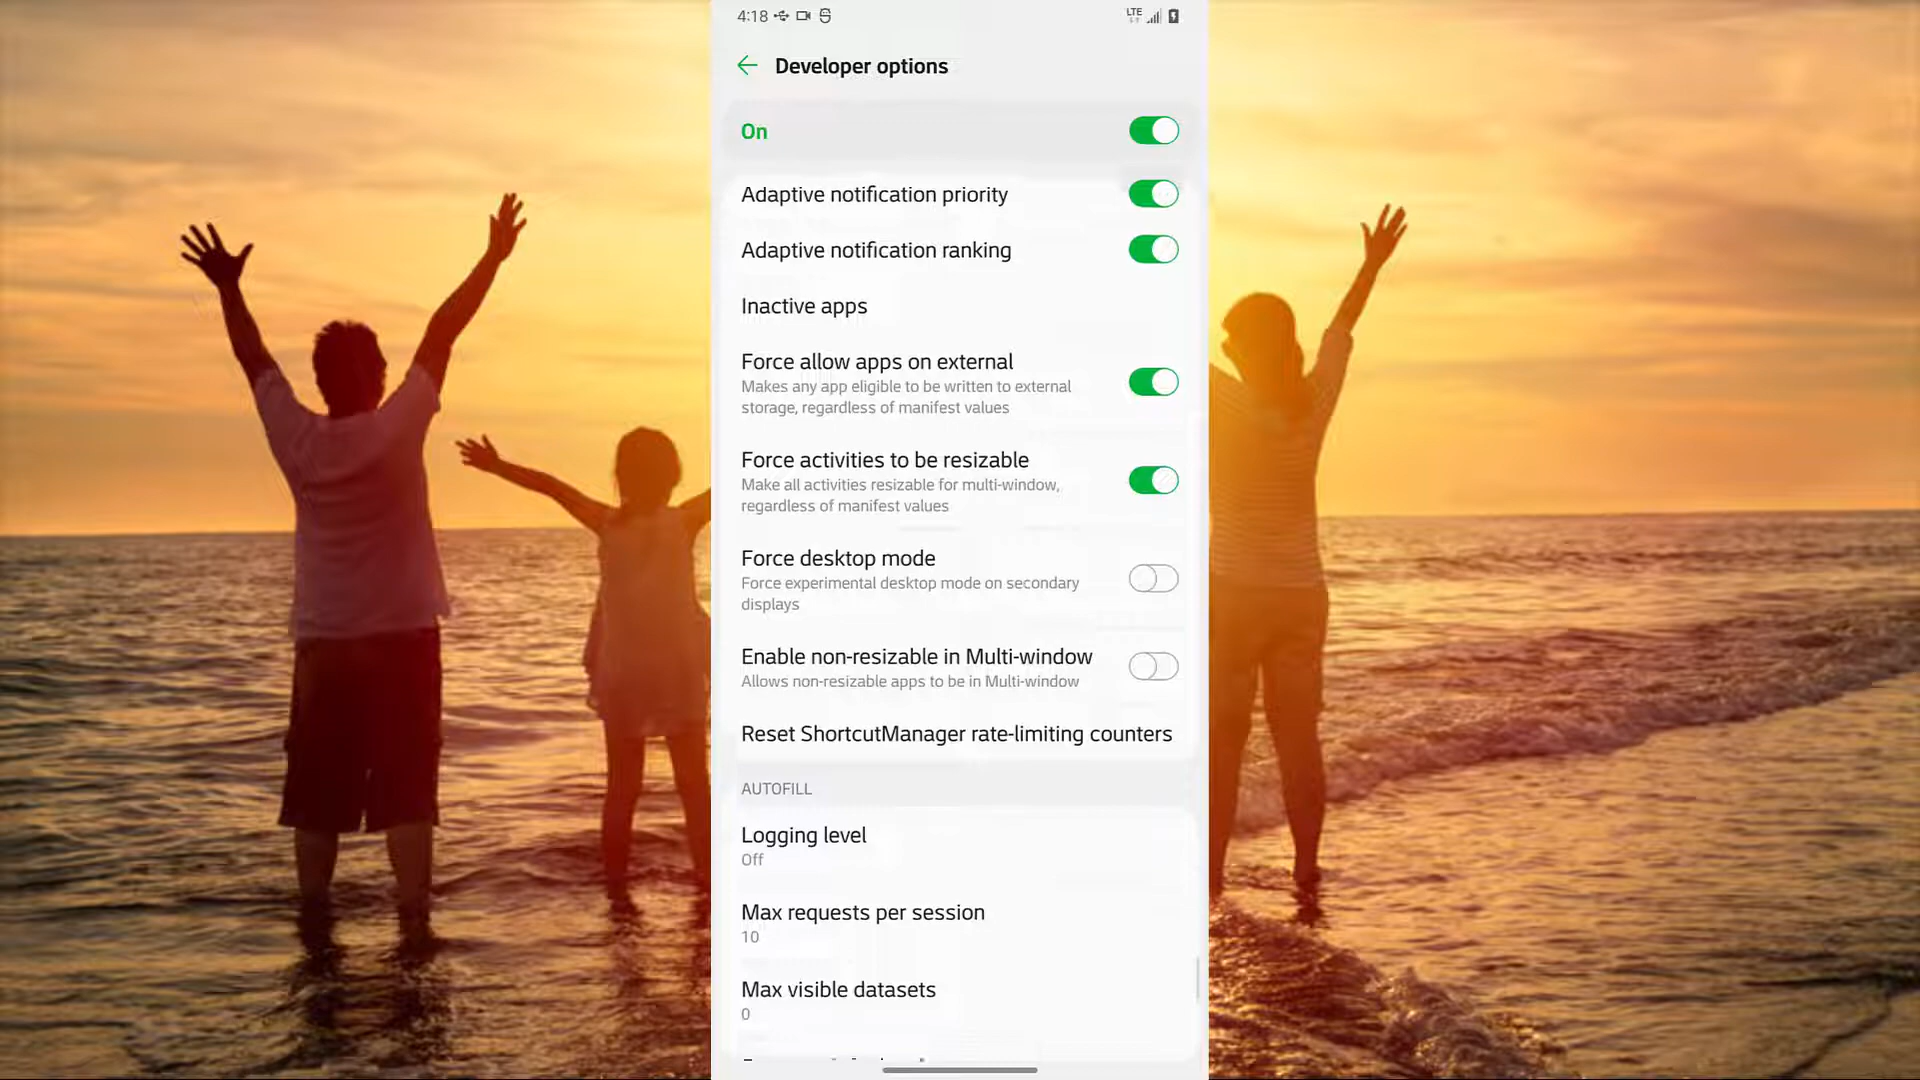 4:18
LTE
Developer options
On
Adaptive notification priority
Adaptive notification ranking
Inactive apps
Force allow apps on external
Makes any app eligible to be written to external
storage, regardless of manifest values
Force activities to be resizable
Make all activities resizable for multi-window,
regardless of manifest values
Force desktop mode
Force experimental desktop mode on secondary
displays
Enable non-resizable in Multi-window
Allows non-resizable apps to be in Multi-window
Reset ShortcutManager rate-limiting counters
AUTOFILL
Logging level
Off
Max requests per session
10
Max visible datasets
0